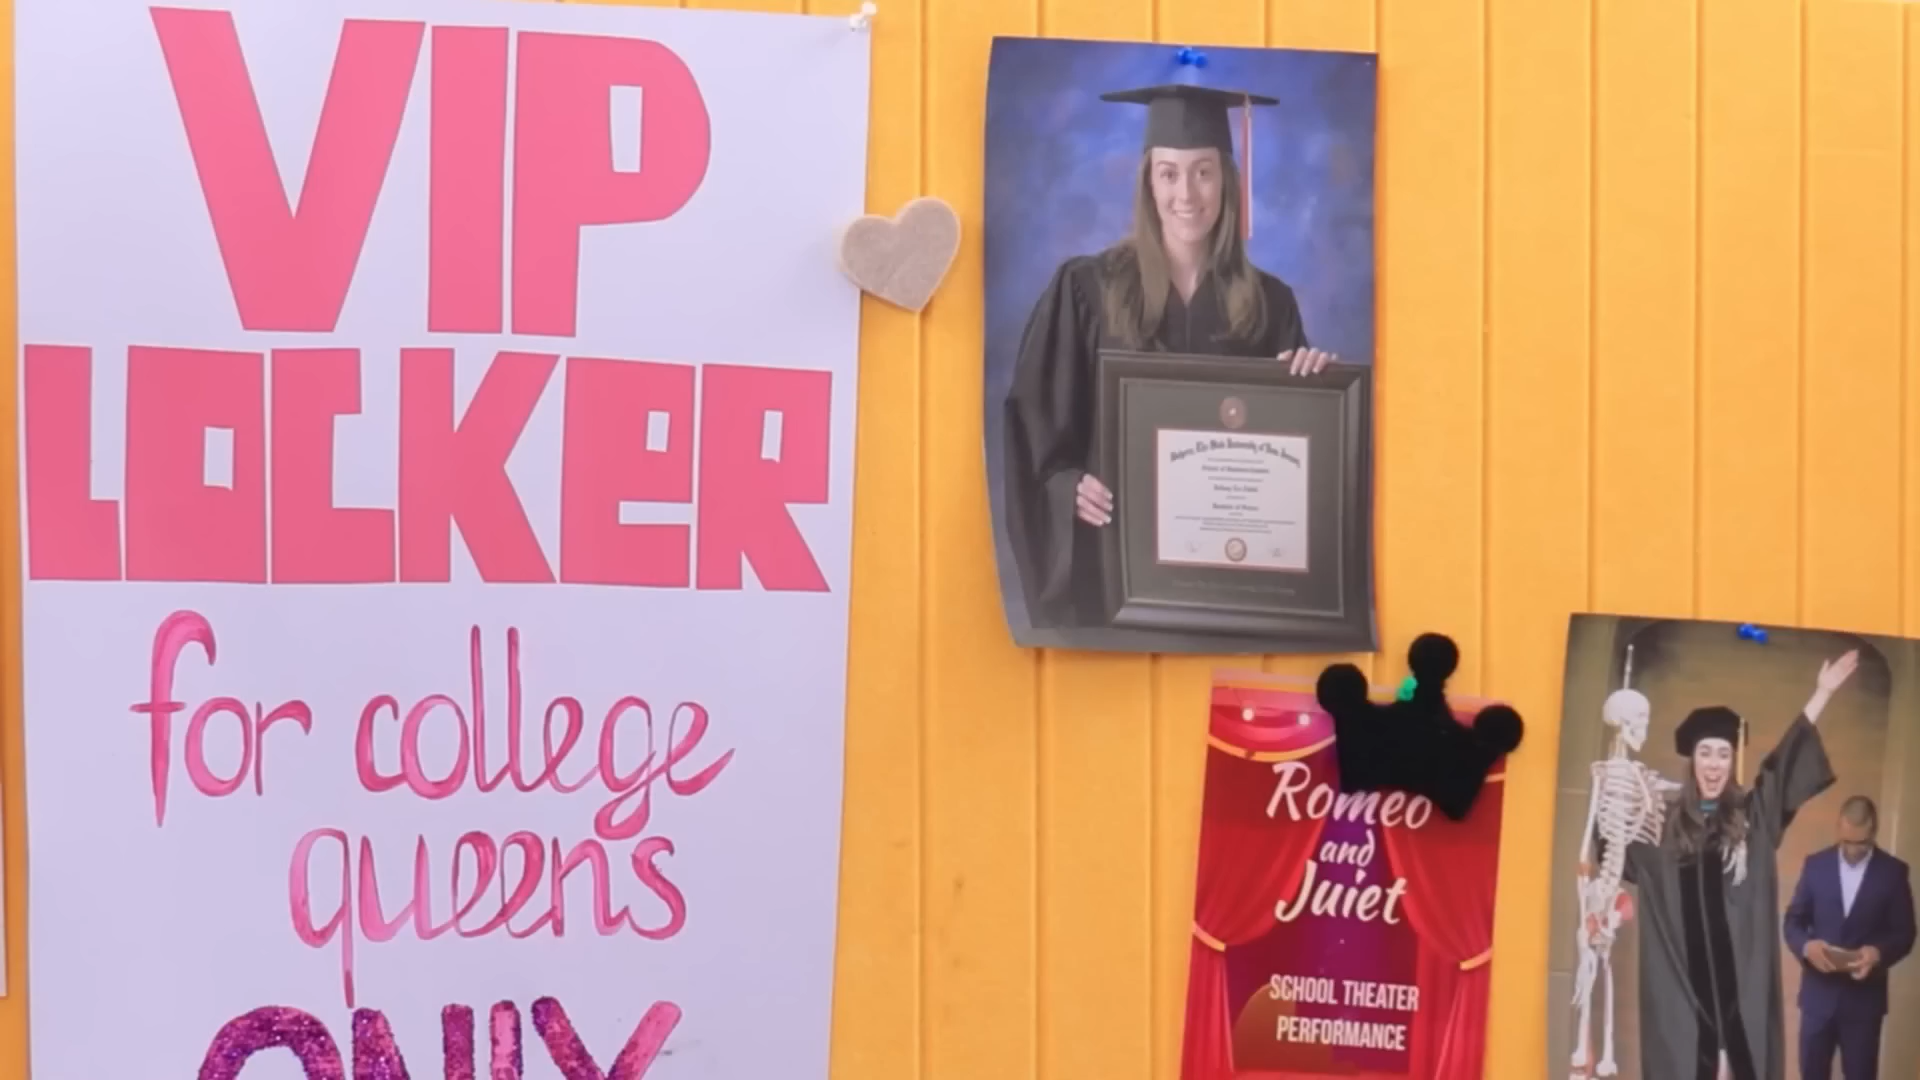 VIP
LOCKER
for college
queens
ONLY
Romeo
and
Juiet
SCHOOL THEATER
PERFORMANCE